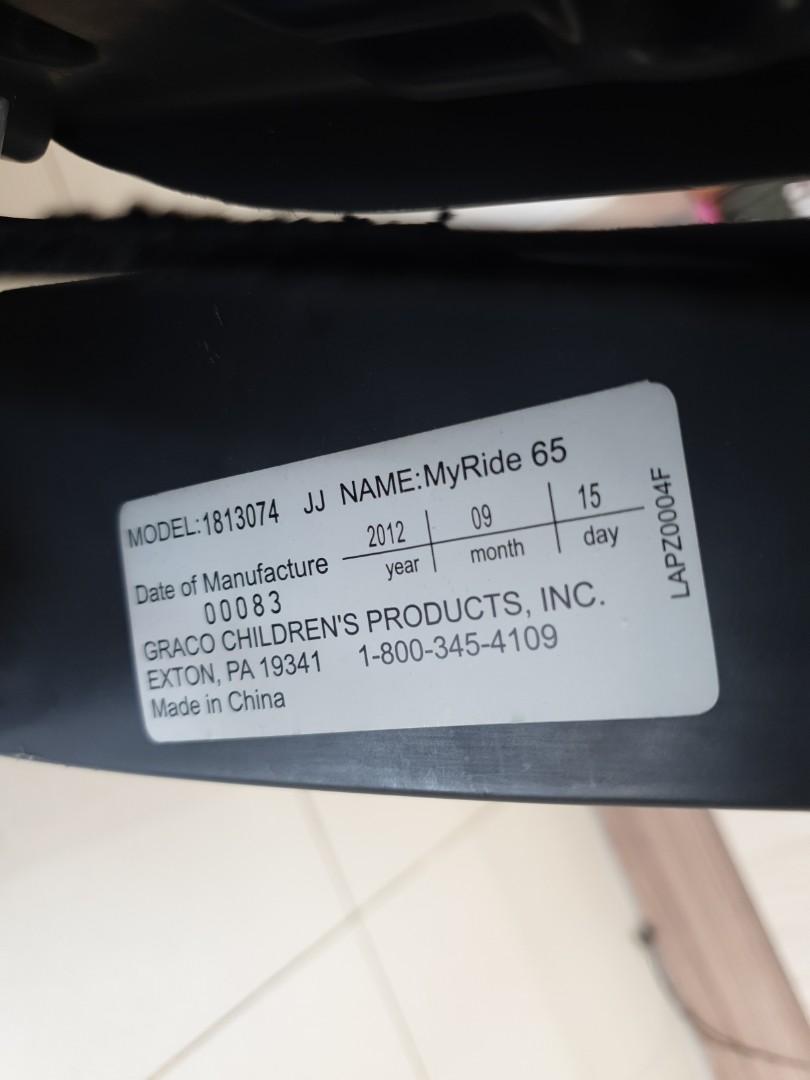 MODEL:1813074 JJ NAME:MyRide 65
Date of Manufacture 2012 09 15
year month day
00083
GRACO CHILDREN'S PRODUCTS, INC.
EXTON, PA 19341 1-800-345-4109
Made in China
LAPZ0004F